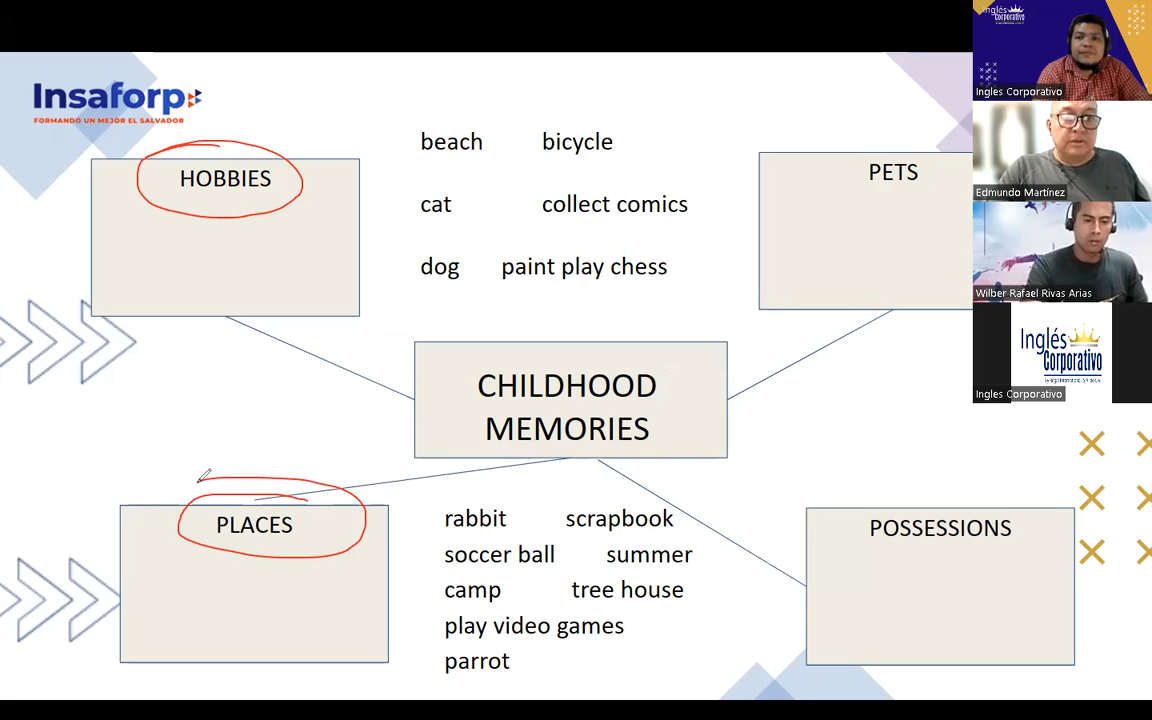 Insaforp
FORMANDO UN MEJOR EL SALVADOR
HOBBIES
beach bicycle
cat collect comics
dog paint play chess
PETS
CHILDHOOD
MEMORIES
PLACES
rabbit scrapbook
soccer ball summer
camp tree house
play video games
parrot
POSSESSIONS
Inglés
Corporativo
Ingles Corporativo
Edmundo Martínez
Wilber Rafael Rivas Arias
Inglés
Corporativo
Ingles Corporativo